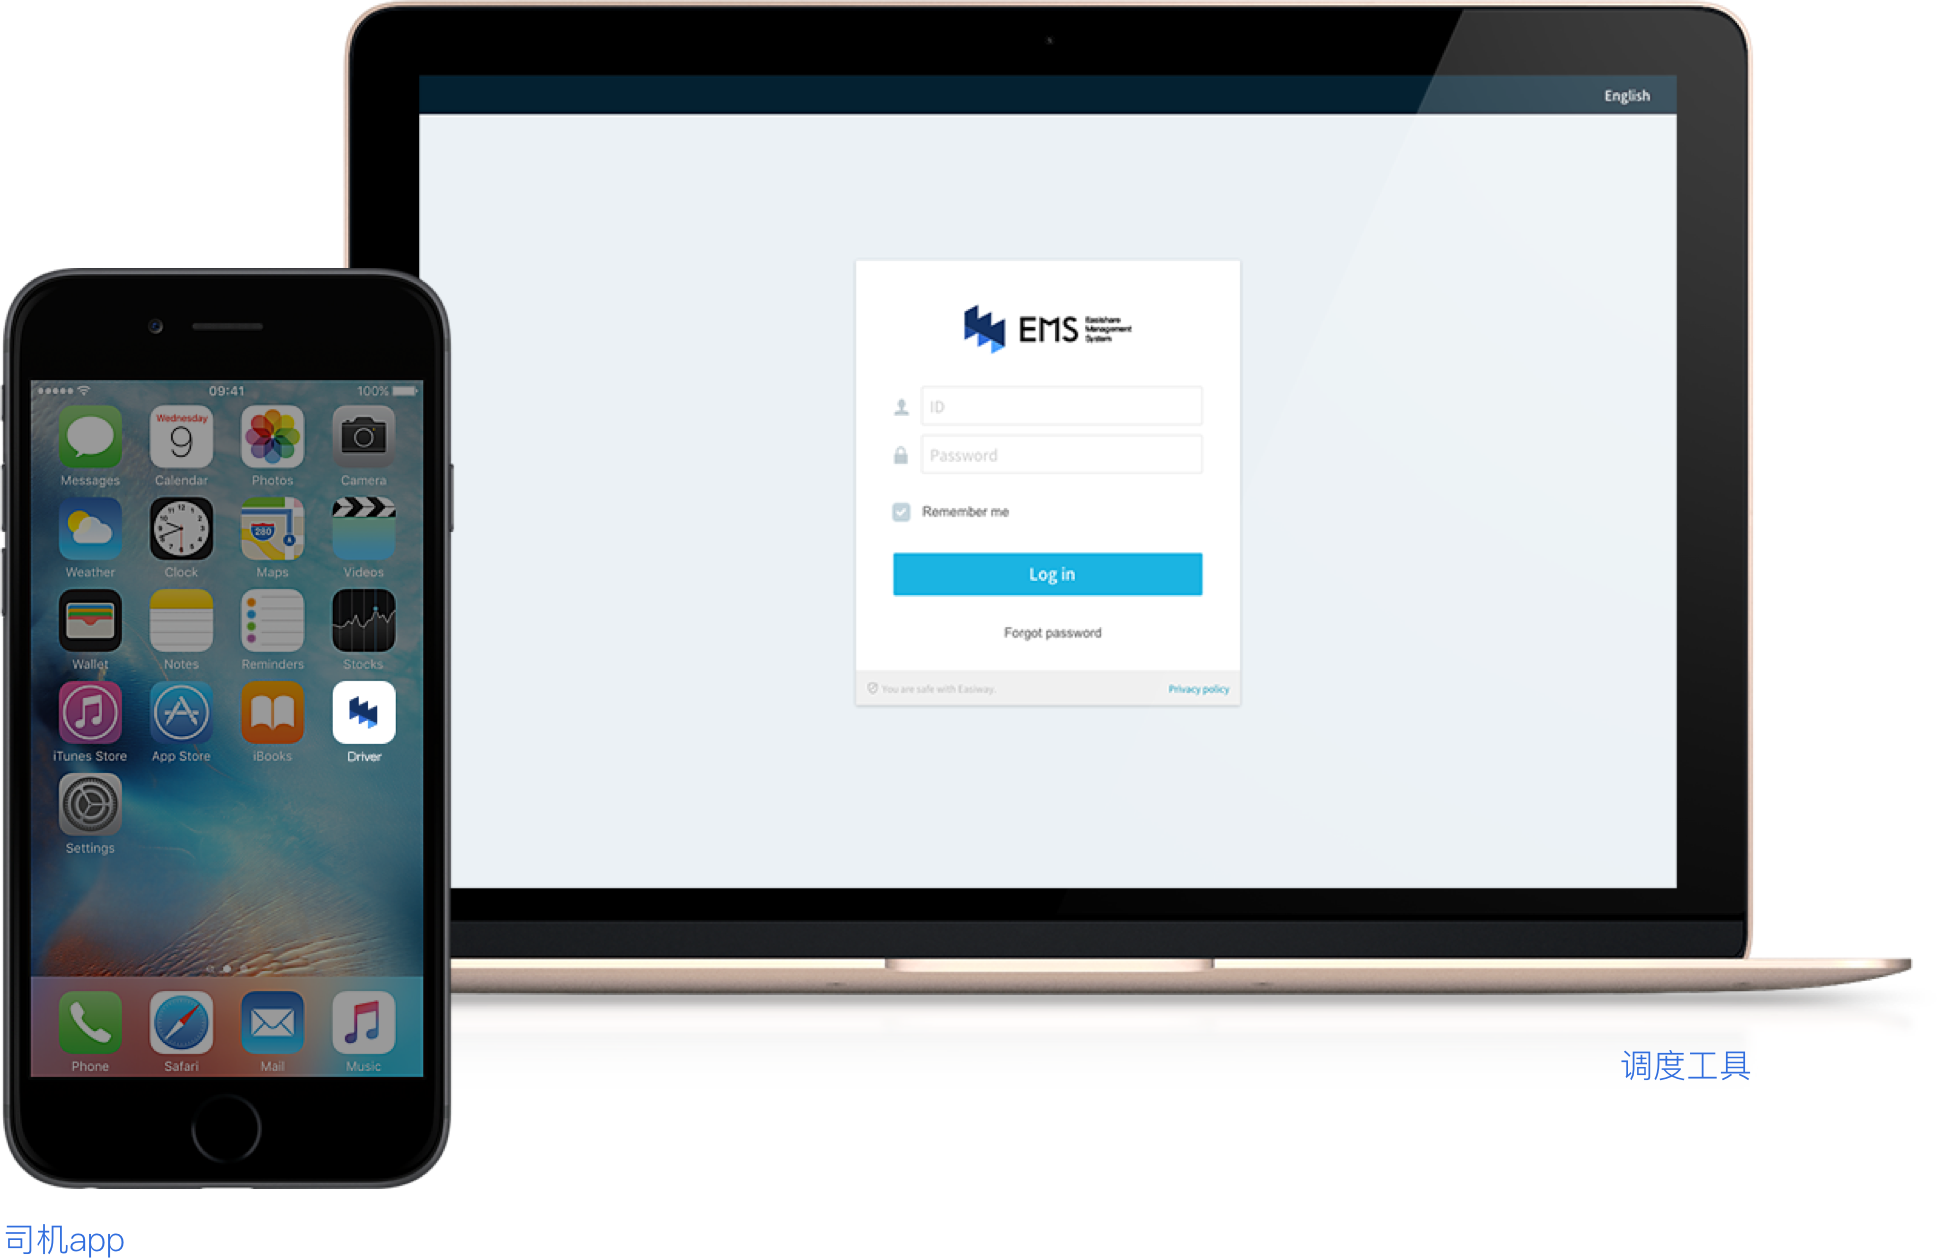 English
EMS
Easishare
Management
System
ID
Password
Remember me
Log in
Forgot password
You are safe with Easiway.
Privacy policy
09:41
100%
Wednesday
9
Messages
Calendar
Photos
Camera
280
Weather
Clock
Maps
Videos
Wallet
Notes
Reminders
Stocks
iTunes Store
App Store
iBooks
Driver
Settings
Phone
Safari
Mail
Music
调度工具
司机app